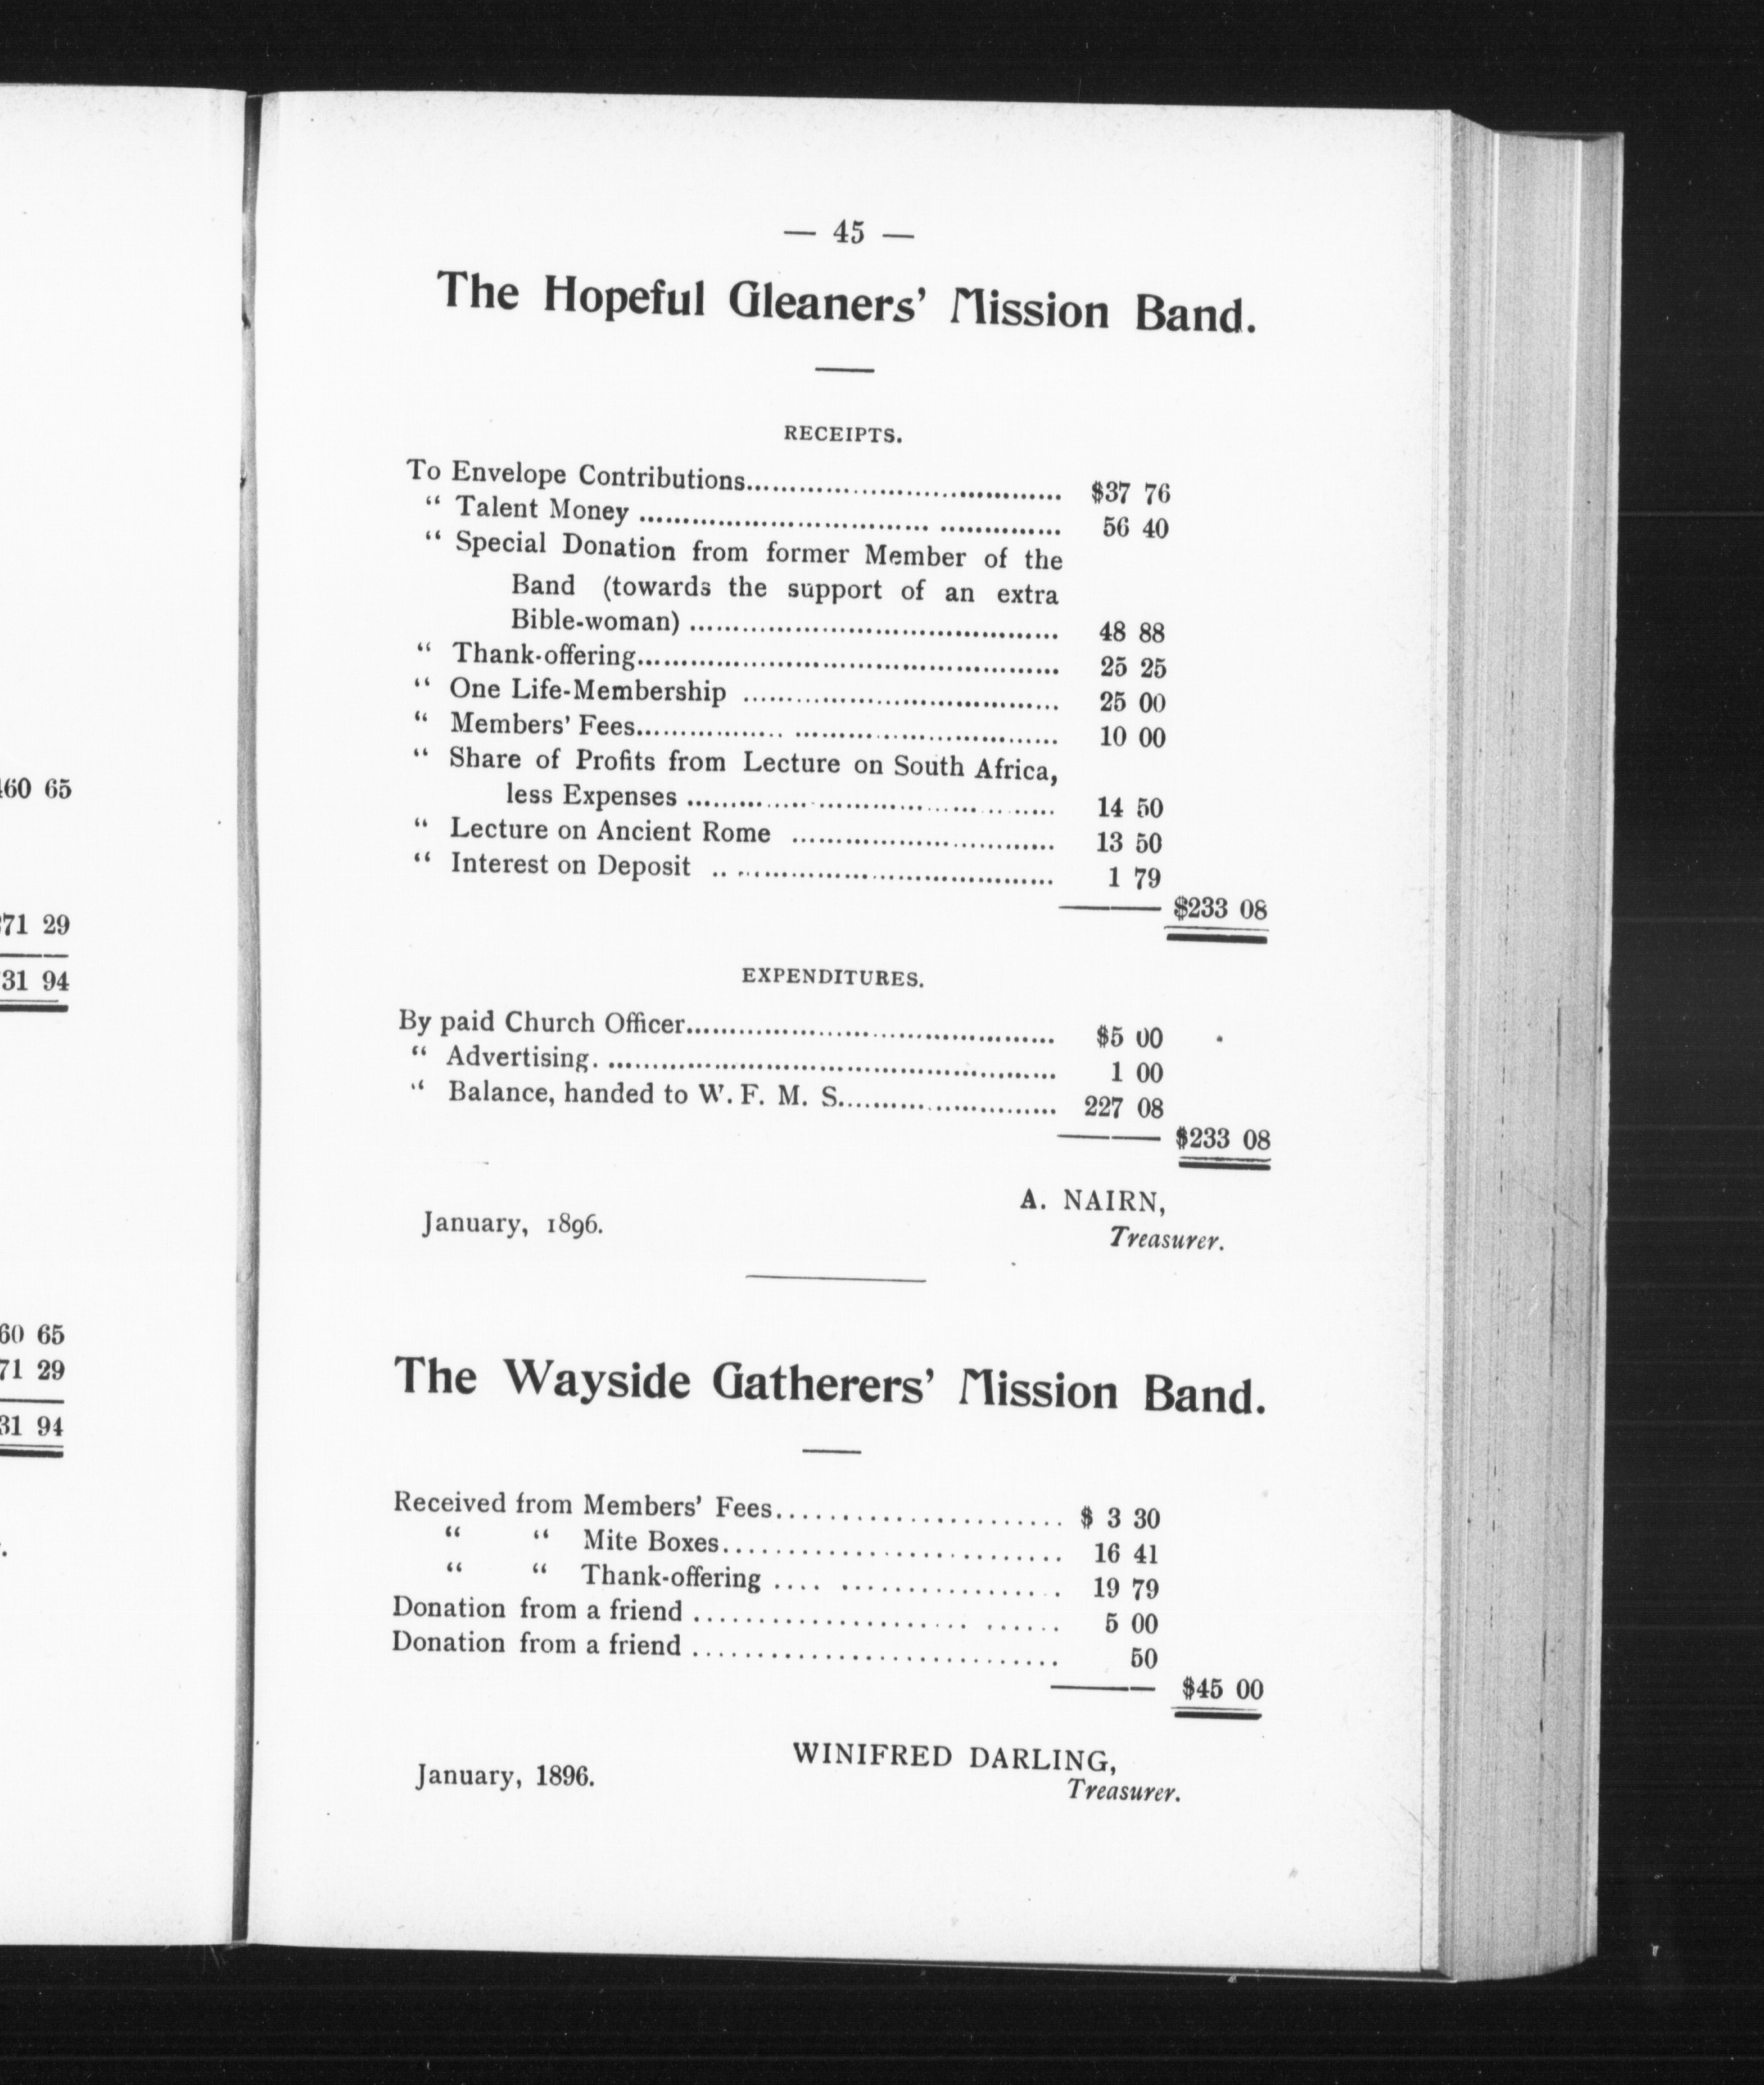 460 65
271 29
31 94
60 65
71 29
31 94
— 45 —
The Hopeful Gleaners' Mission Band.
RECEIPTS.
To Envelope Contributions.......... $37 76
“ Talent Money .......... 56 40
“ Special Donation from former Member of the
Band (towards the support of an extra
Bible-woman) .......... 48 88
“ Thank-offering.......... 25 25
“ One Life-Membership .......... 25 00
“ Members' Fees.......... 10 00
“ Share of Profits from Lecture on South Africa,
less Expenses .......... 14 50
“ Lecture on Ancient Rome .......... 13 50
“ Interest on Deposit .......... 1 79
$233 08
EXPENDITURES.
By paid Church Officer.......... $5 00
“ Advertising. .......... 1 00
“ Balance, handed to W. F. M. S.......... 227 08
$233 08
A. NAIRN,
January, 1896. Treasurer.
The Wayside Gatherers' Mission Band.
Received from Members' Fees.......... $ 3 30
“ “ Mite Boxes.......... 16 41
“ “ Thank-offering .......... 19 79
Donation from a friend .......... 5 00
Donation from a friend .......... 50
$45 00
WINIFRED DARLING,
January, 1896. Treasurer.